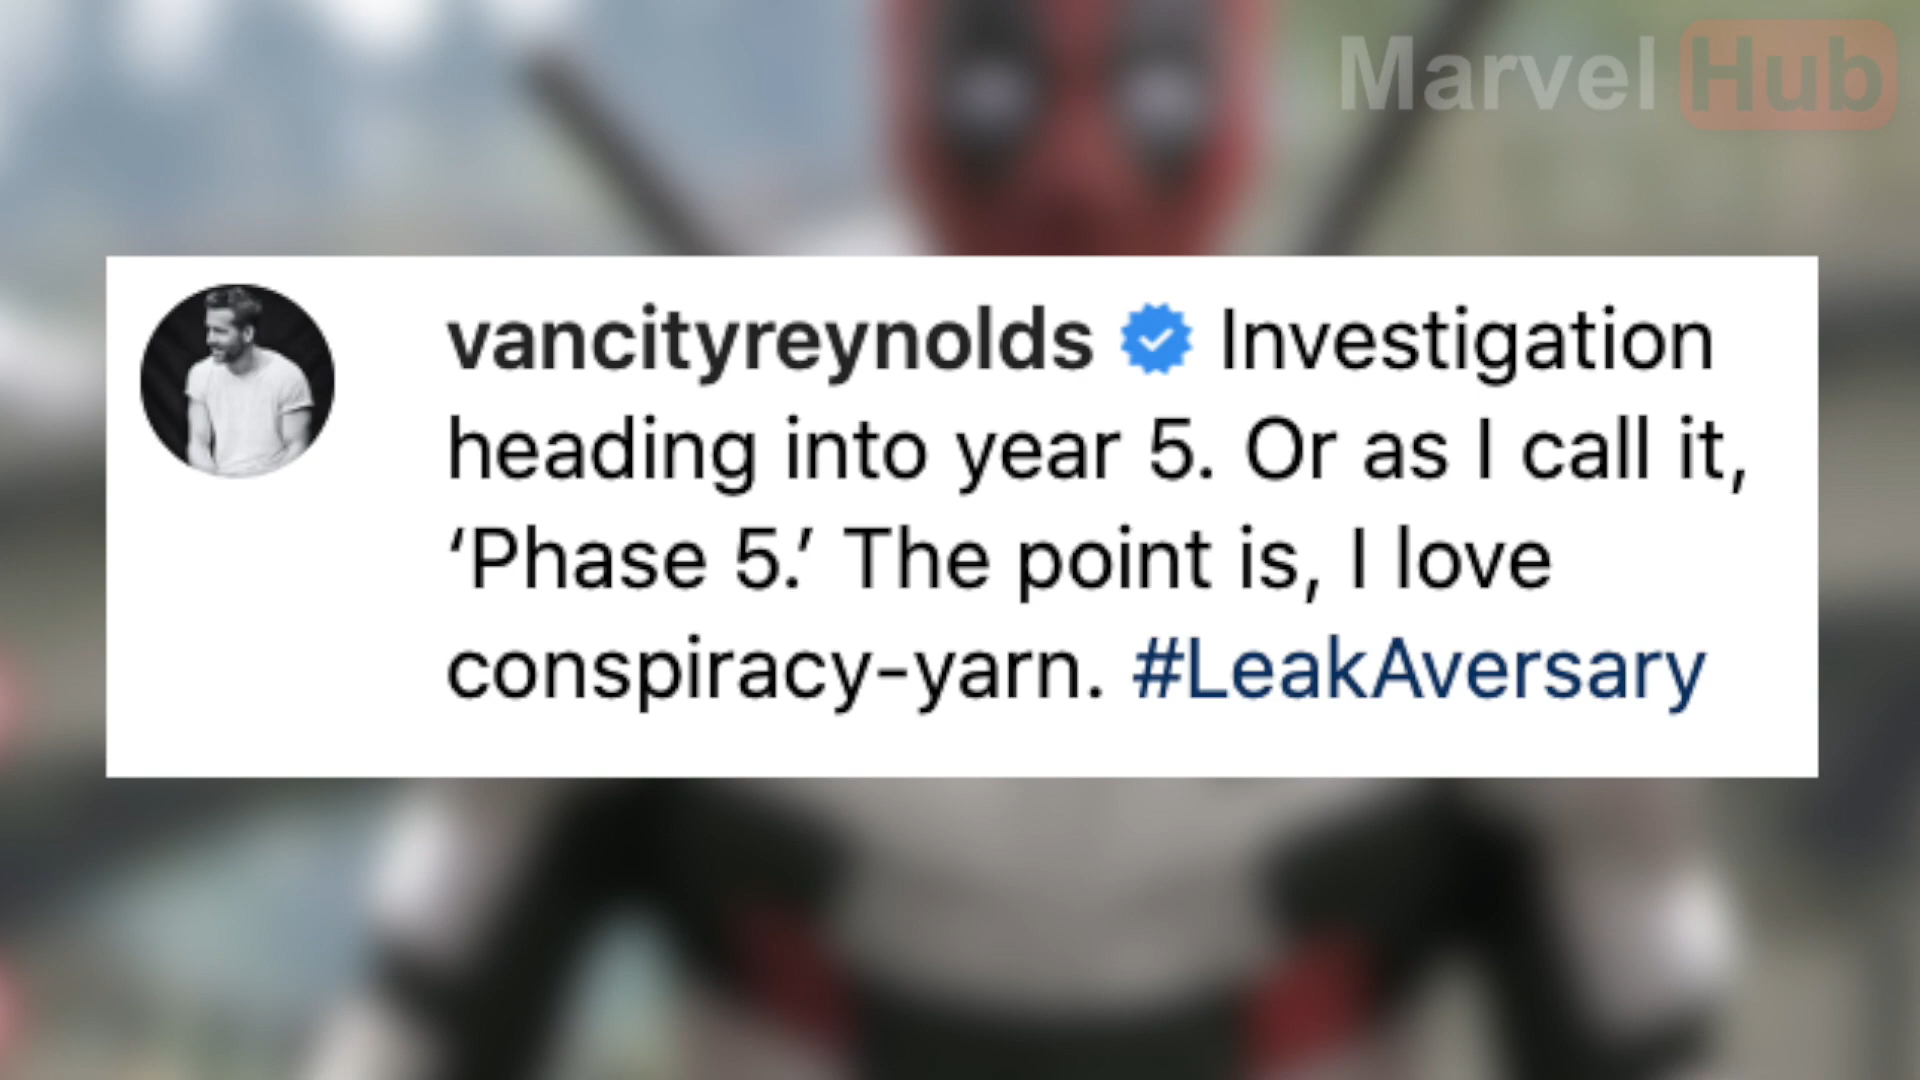 Marvel Hub
vancityreynolds Investigation
heading into year 5. Or as I call it,
‘Phase 5.’ The point is, I love
conspiracy-yarn. #LeakAversary